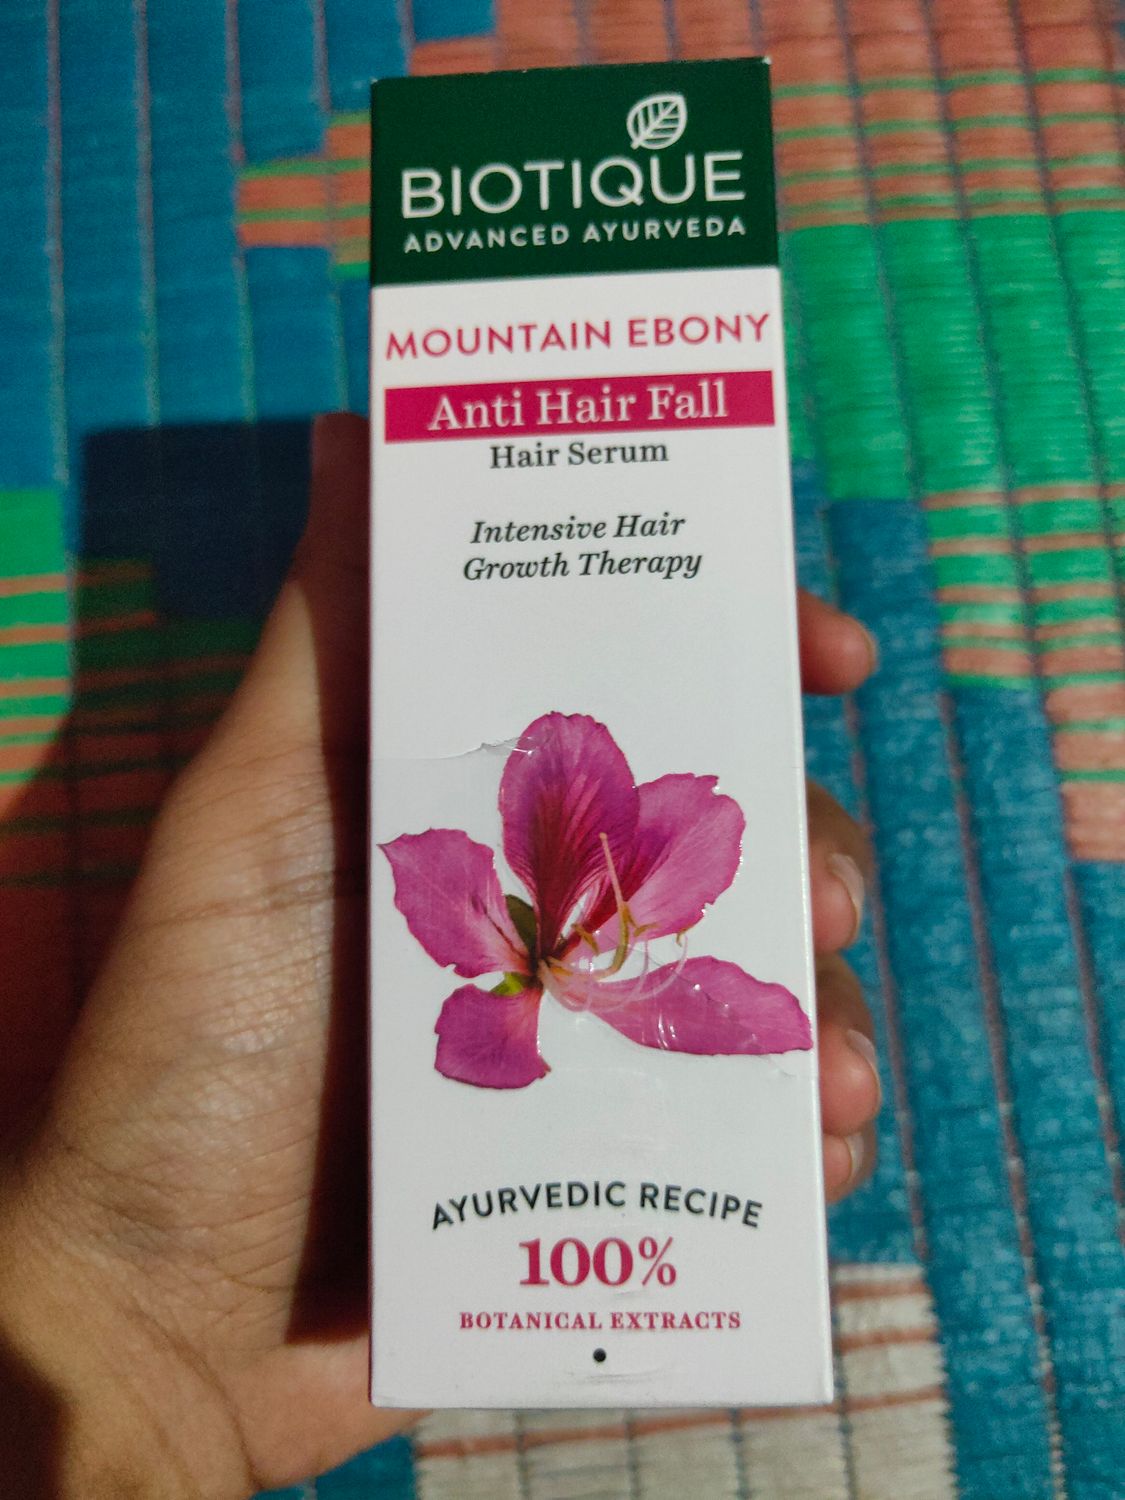 BIOTIQUE
ADVANCED AYURVEDA
MOUNTAIN EBONY
Anti Hair Fall
Hair Serum
Intensive Hair
Growth Therapy
AYURVEDIC RECIPE
100%
BOTANICAL EXTRACTS